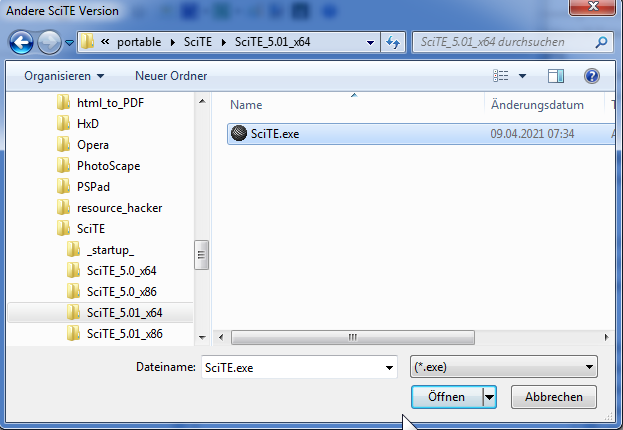 Andere SciTE Version
« portable SciTE SciTE_5.01_x64
SciTE_5.01_x64 durchsuchen
Organisieren Neuer Ordner
html_to_PDF
HxD
Opera
PhotoScape
PSPad
resource_hacker
SciTE
_startup_
SciTE_5.0_x64
SciTE_5.0_x86
SciTE_5.01_x64
SciTE_5.01_x86
Name Änderungsdatum
SciTE.exe 09.04.2021 07:34
Dateiname: SciTE.exe (*.exe)
Öffnen Abbrechen